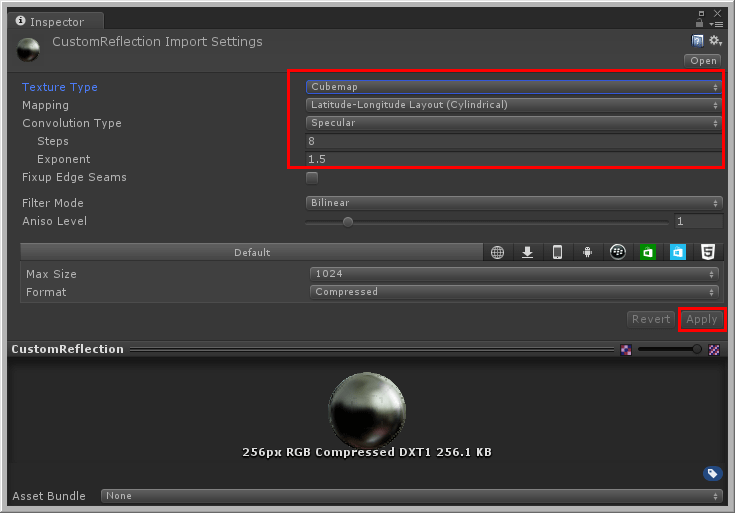 Inspector
CustomReflection Import Settings
Open
Texture Type Cubemap
Mapping Latitude-Longitude Layout (Cylindrical)
Convolution Type Specular
Steps 8
Exponent 1.5
Fixup Edge Seams
Filter Mode Bilinear
Aniso Level 1
Default
Max Size 1024
Format Compressed
Revert Apply
CustomReflection
256px RGB Compressed DXT1 256.1 KB
Asset Bundle None